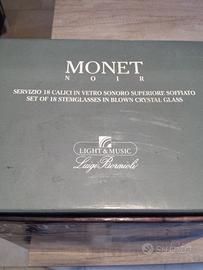 MONET
NOIR
SERVIZIO 18 CALICI IN VETRO SONORO SUPERIORE SOFFIATO
SET OF 18 STEMGLASSES IN BLOWN CRYSTAL GLASS
LIGHT & MUSIC
Luigi Bormioli
SUBITO